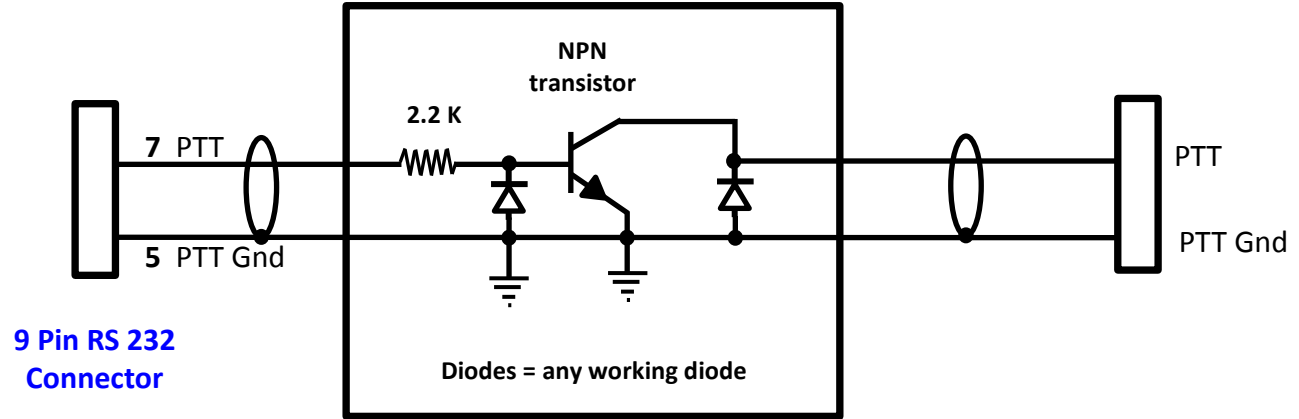 NPN
transistor
2.2 K
7 PTT
PTT
5 PTT Gnd
PTT Gnd
9 Pin RS 232
Connector
Diodes = any working diode